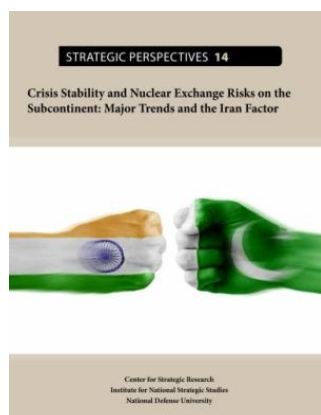 STRATEGIC PERSPECTIVES 14
Crisis Stability and Nuclear Exchange Risks on the
Subcontinent: Major Trends and the Iran Factor
Center for Strategic Research
Institute for National Strategic Studies
National Defense University